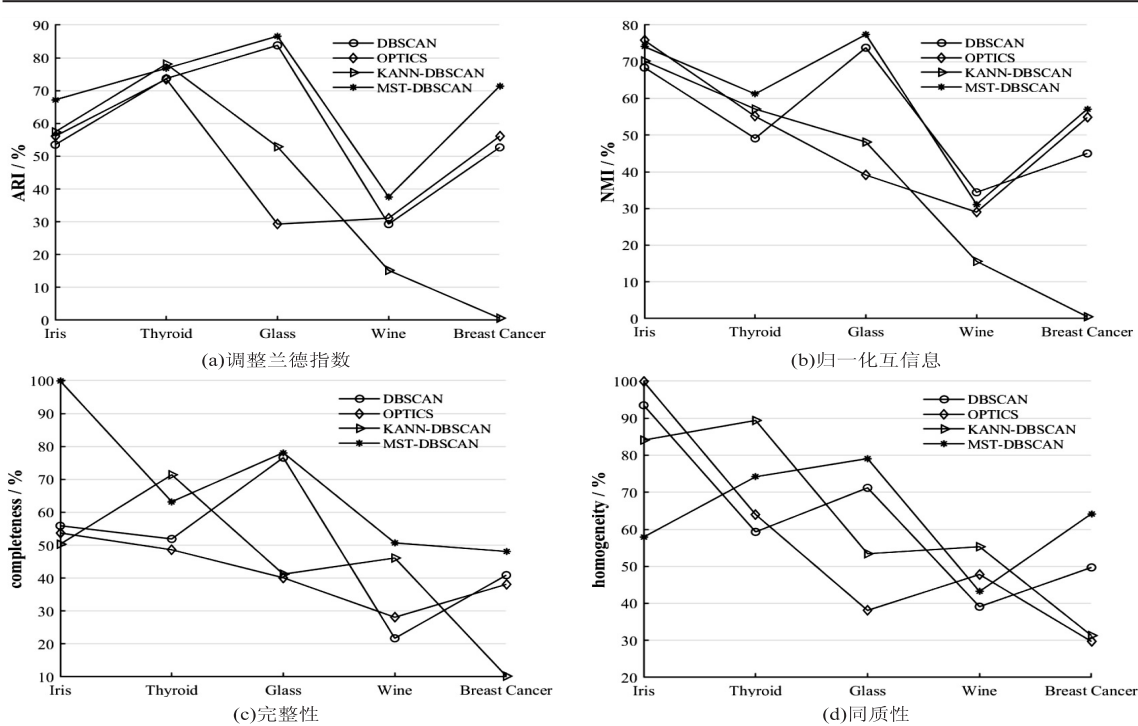 90
80
70
60
50
40
30
20
10
0
ARI / %
DBSCAN
OPTICS
KANN-DBSCAN
MST-DBSCAN
Iris Thyroid Glass Wine Breast Cancer
(a)调整兰德指数
80
70
60
50
40
30
20
10
0
NMI / %
DBSCAN
OPTICS
KANN-DBSCAN
MST-DBSCAN
Iris Thyroid Glass Wine Breast Cancer
(b)归一化互信息
100
90
80
70
60
50
40
30
20
10
completeness / %
DBSCAN
OPTICS
KANN-DBSCAN
MST-DBSCAN
Iris Thyroid Glass Wine Breast Cancer
(c)完整性
100
90
80
70
60
50
40
30
20
homogeneity / %
DBSCAN
OPTICS
KANN-DBSCAN
MST-DBSCAN
Iris Thyroid Glass Wine Breast Cancer
(d)同质性